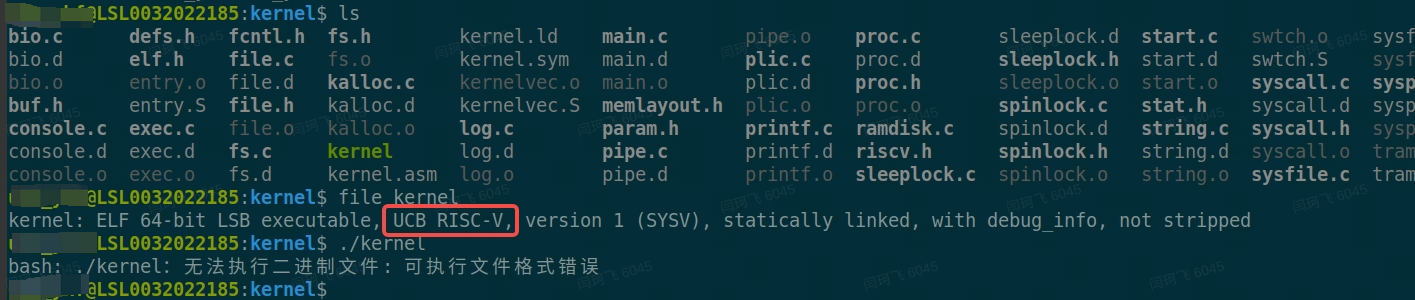 @LSL0032022185:kernel$ ls
bio.c defs.h fcntl.h fs.h kernel.ld main.c pipe.o proc.c sleeplock.d start.c swtch.o sysf
bio.d elf.h file.c fs.o kernel.sym main.d plic.c proc.d sleeplock.h start.d swtch.S sysf
bio.o entry.o file.d kalloc.c kernelvec.o main.o plic.d proc.h sleeplock.o start.o syscall.c sysp
buf.h entry.S file.h kalloc.d kernelvec.S memlayout.h plic.o proc.o spinlock.c stat.h syscall.d sysp
console.c exec.c file.o kalloc.o log.c param.h printf.c ramdisk.c spinlock.d string.c syscall.h sysp
console.d exec.d fs.c kernel log.d pipe.c printf.d riscv.h spinlock.h string.d syscall.o tram
console.o exec.o fs.d kernel.asm log.o pipe.d printf.o sleeplock.c spinlock.o string.o sysfile.c tram
@LSL0032022185:kernel$ file kernel
kernel: ELF 64-bit LSB executable, UCB RISC-V, version 1 (SYSV), statically linked, with debug_info, not stripped
@LSL0032022185:kernel$ ./kernel
bash: ./kernel: 无法执行二进制文件: 可执行文件格式错误
@LSL0032022185:kernel$
闫珂飞 6045